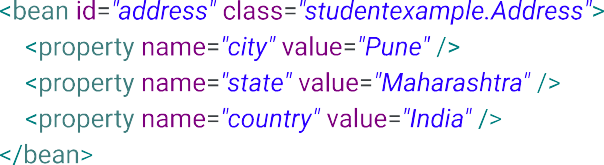 <bean id="address" class="studentexample.Address">
<property name="city" value="Pune" />
<property name="state" value="Maharashtra" />
<property name="country" value="India" />
</bean>